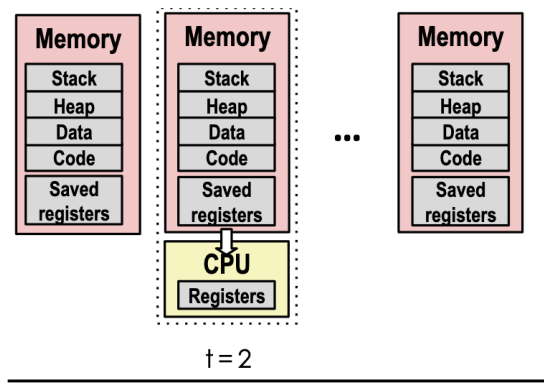 Memory
Stack
Heap
Data
Code
Saved
registers
Memory
Stack
Heap
Data
Code
Saved
registers
CPU
Registers
...
Memory
Stack
Heap
Data
Code
Saved
registers
t = 2